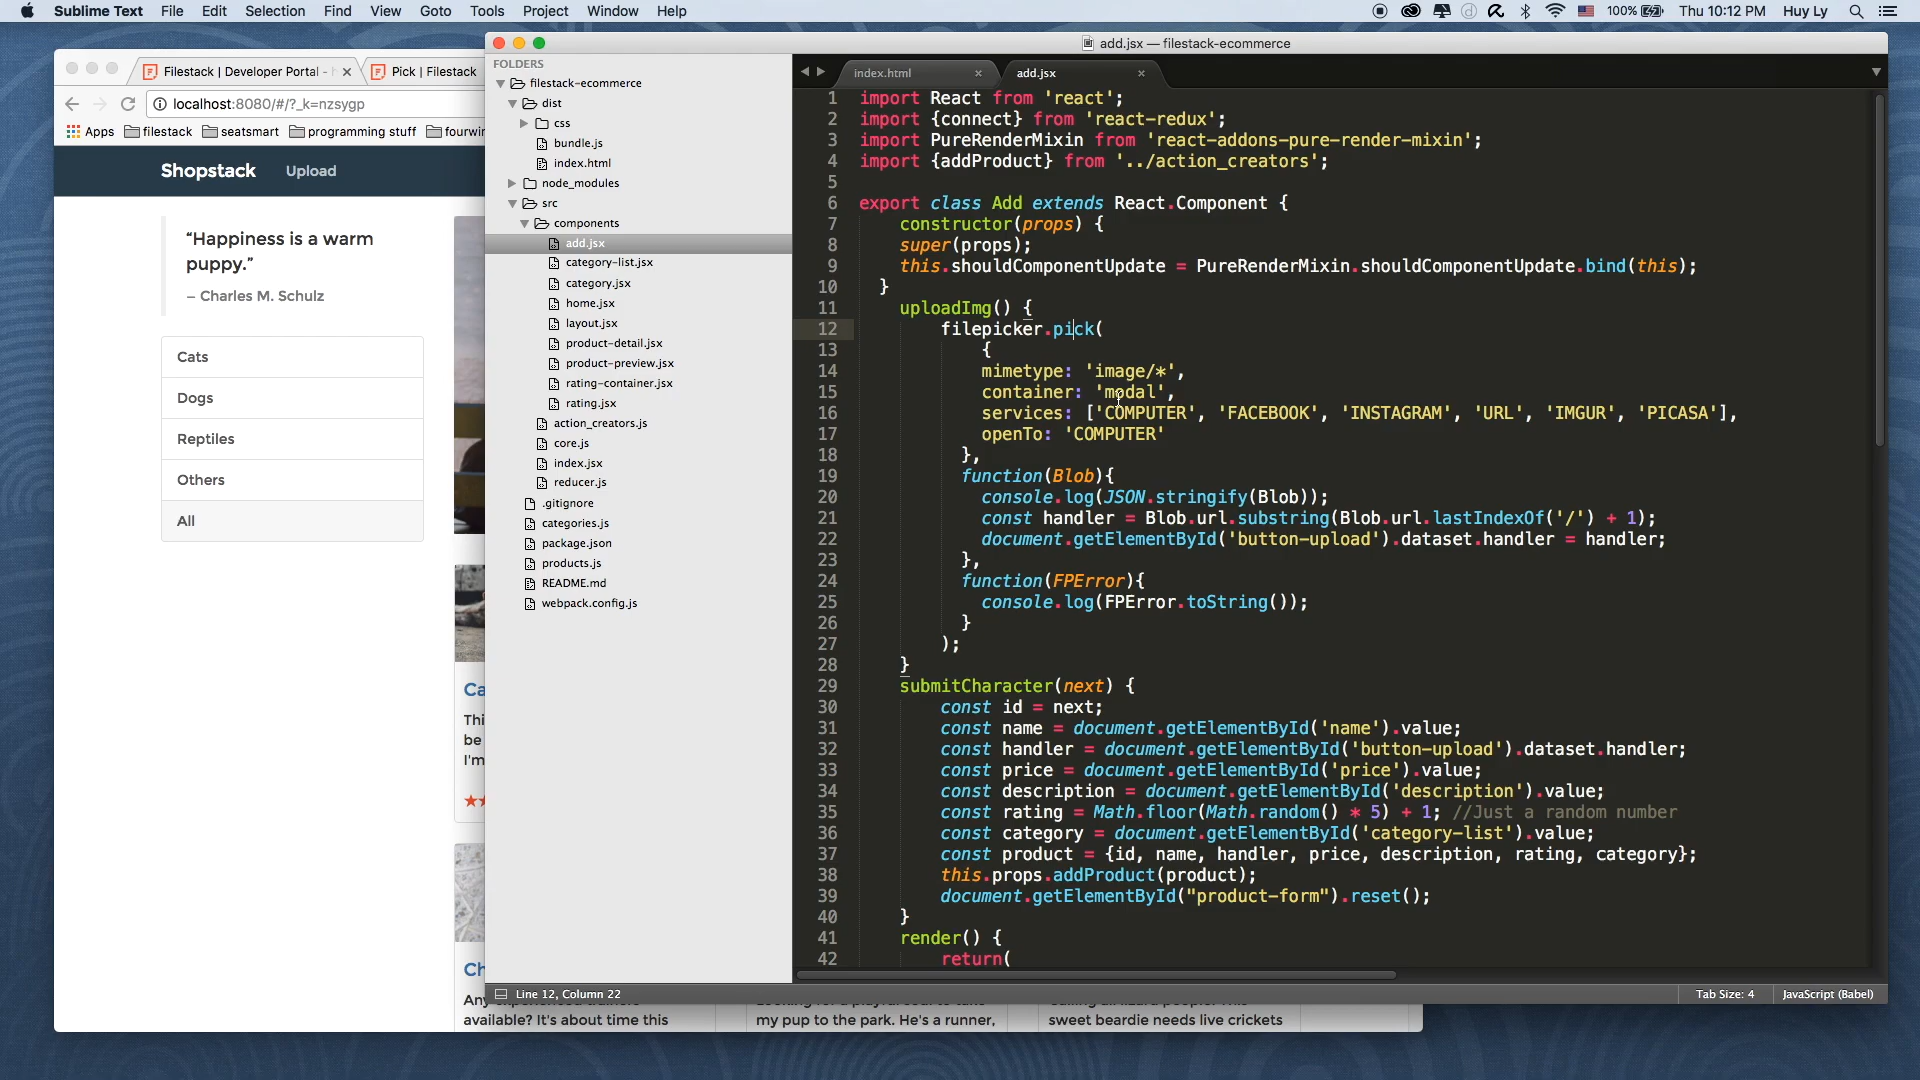 Sublime Text File Edit Selection Find View Goto Tools Project Window Help 100% Thu 10:12 PM Huy Ly
add.jsx — filestack-ecommerce
Filestack | Developer Portal -
Pick | Filestack
localhost:8080/#/?_k=nzsygp
Apps filestack seatsmart programming stuff fourwin
Shopstack Upload
“Happiness is a warm
puppy.”
– Charles M. Schulz
Cats
Dogs
Reptiles
Others
All
Ca
Thi
be
I'm
Ch
Any experienced trainers
available? It's about time this
my pup to the park. He's a runner,
sweet beardie needs live crickets
FOLDERS
filestack-ecommerce
dist
css
bundle.js
index.html
node_modules
src
components
add.jsx
category-list.jsx
category.jsx
home.jsx
layout.jsx
product-detail.jsx
product-preview.jsx
rating-container.jsx
rating.jsx
action_creators.js
core.js
index.jsx
reducer.js
.gitignore
categories.js
package.json
products.js
README.md
webpack.config.js
index.html
add.jsx
1 import React from 'react';
2 import {connect} from 'react-redux';
3 import PureRenderMixin from 'react-addons-pure-render-mixin';
4 import {addProduct} from '../action_creators';
5
6 export class Add extends React.Component {
7 constructor(props) {
8 super(props);
9 this.shouldComponentUpdate = PureRenderMixin.shouldComponentUpdate.bind(this);
10 }
11 uploadImg() {
12 filepicker.pick(
13 {
14 mimetype: 'image/*',
15 container: 'modal',
16 services: ['COMPUTER', 'FACEBOOK', 'INSTAGRAM', 'URL', 'IMGUR', 'PICASA'],
17 openTo: 'COMPUTER'
18 },
19 function(Blob){
20 console.log(JSON.stringify(Blob));
21 const handler = Blob.url.substring(Blob.url.lastIndexOf('/') + 1);
22 document.getElementById('button-upload').dataset.handler = handler;
23 },
24 function(FPError){
25 console.log(FPError.toString());
26 }
27 );
28 }
29 submitCharacter(next) {
30 const id = next;
31 const name = document.getElementById('name').value;
32 const handler = document.getElementById('button-upload').dataset.handler;
33 const price = document.getElementById('price').value;
34 const description = document.getElementById('description').value;
35 const rating = Math.floor(Math.random() * 5) + 1; //Just a random number
36 const category = document.getElementById('category-list').value;
37 const product = {id, name, handler, price, description, rating, category};
38 this.props.addProduct(product);
39 document.getElementById("product-form").reset();
40 }
41 render() {
42 return(
Line 12, Column 22
Tab Size: 4
JavaScript (Babel)